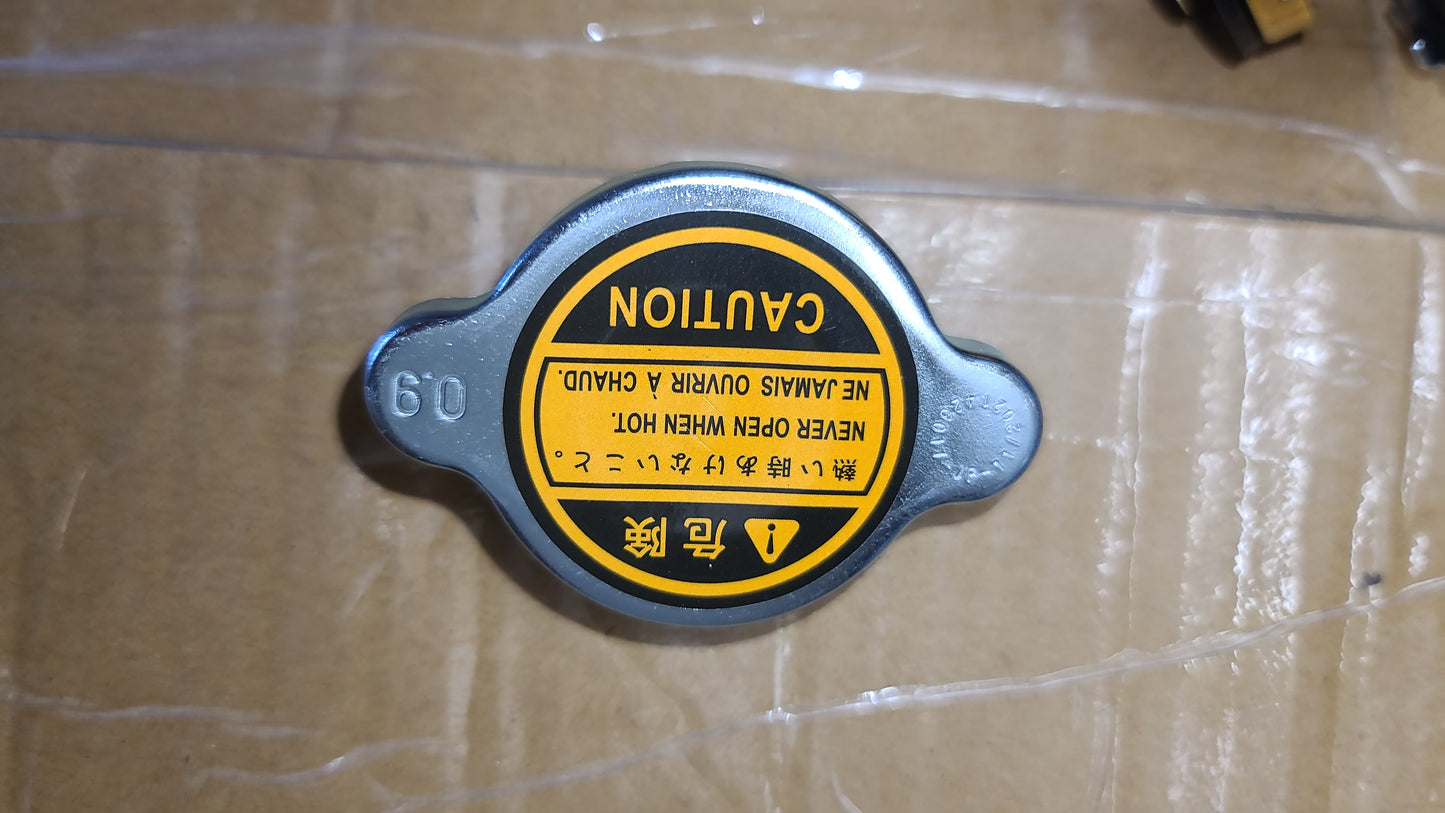 危険
熱い時あけないこと。
NEVER OPEN WHEN HOT.
NE JAMAIS OUVRIR À CHAUD.
CAUTION
0.9